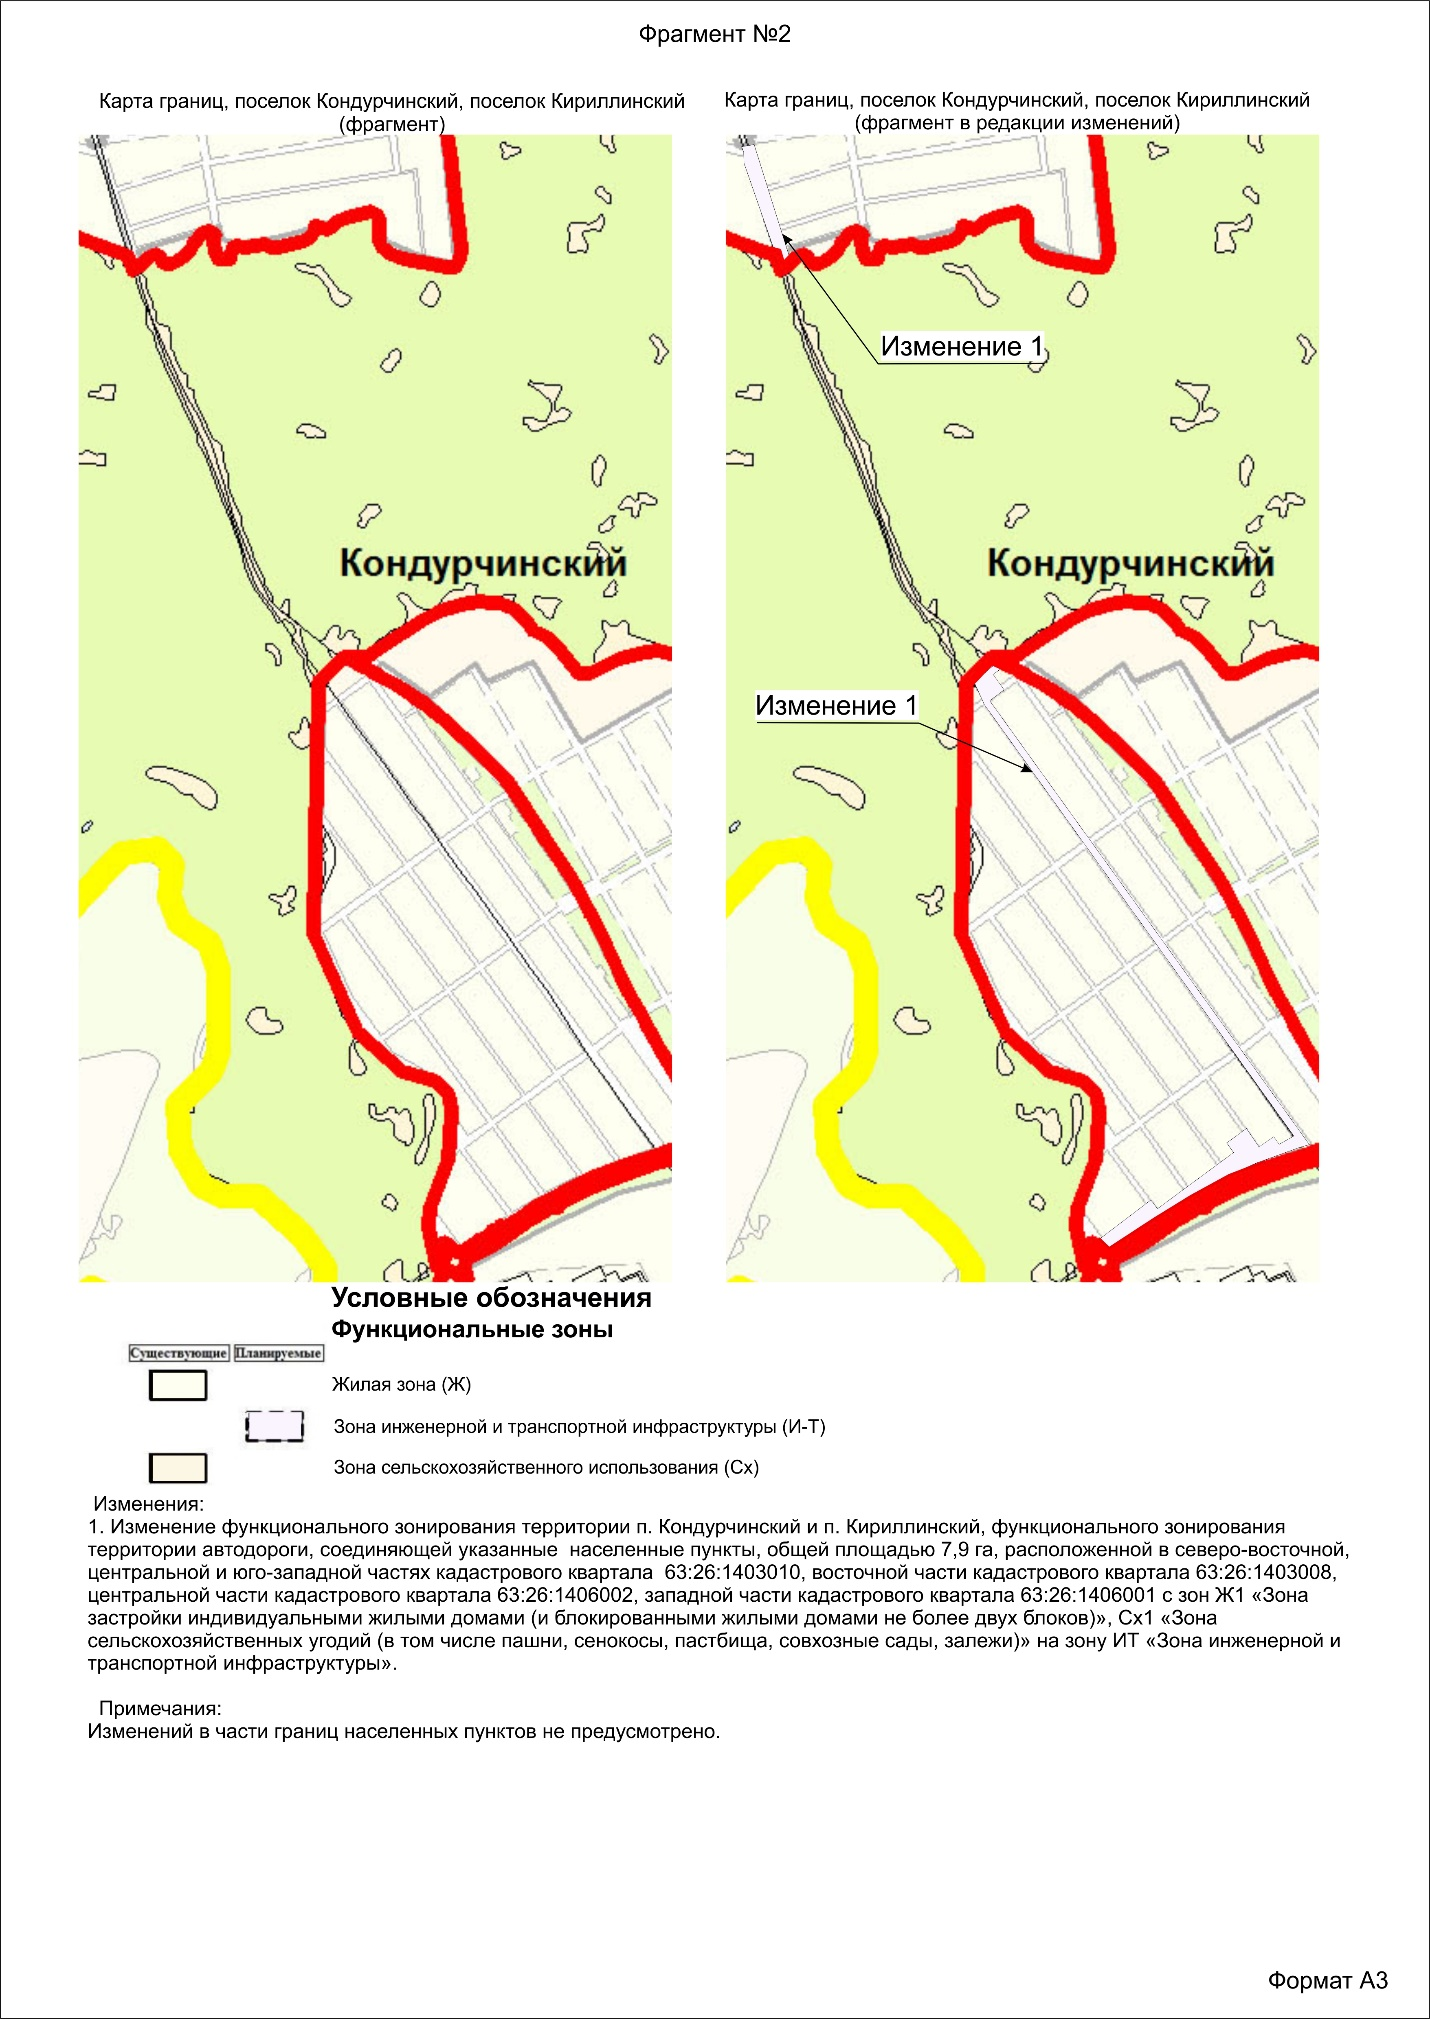 Фрагмент №2
Карта границ, поселок Кондурчинский, поселок Кириллинский
(фрагмент)
Карта границ, поселок Кондурчинский, поселок Кириллинский
(фрагмент в редакции изменений)
Изменение 1
Кондурчинский
Кондурчинский
Изменение 1
Условные обозначения
Функциональные зоны
Существующие Планируемые
Жилая зона (Ж)
Зона инженерной и транспортной инфраструктуры (И-Т)
Зона сельскохозяйственного использования (Сх)
Изменения:
1. Изменение функционального зонирования территории п. Кондурчинский и п. Кириллинский, функционального зонирования
территории автодороги, соединяющей указанные  населенные пункты, общей площадью 7,9 га, расположенной в северо-восточной,
центральной и юго-западной частях кадастрового квартала  63:26:1403010, восточной части кадастрового квартала 63:26:1403008,
центральной части кадастрового квартала 63:26:1406002, западной части кадастрового квартала 63:26:1406001 с зон Ж1 «Зона
застройки индивидуальными жилыми домами (и блокированными жилыми домами не более двух блоков)», Сх1 «Зона
сельскохозяйственных угодий (в том числе пашни, сенокосы, пастбища, совхозные сады, залежи)» на зону ИТ «Зона инженерной и
транспортной инфраструктуры».
Примечания:
Изменений в части границ населенных пунктов не предусмотрено.
Формат А3